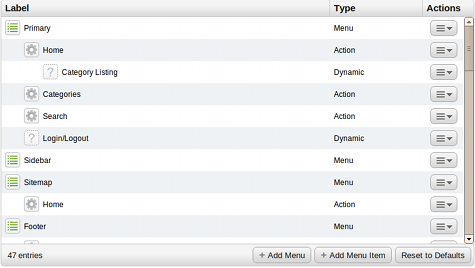 Label Type Actions
Primary Menu
Home Action
? Category Listing Dynamic
Categories Action
Search Action
? Login/Logout Dynamic
Sidebar Menu
Sitemap Menu
Home Action
Footer Menu
47 entries + Add Menu + Add Menu Item Reset to Defaults